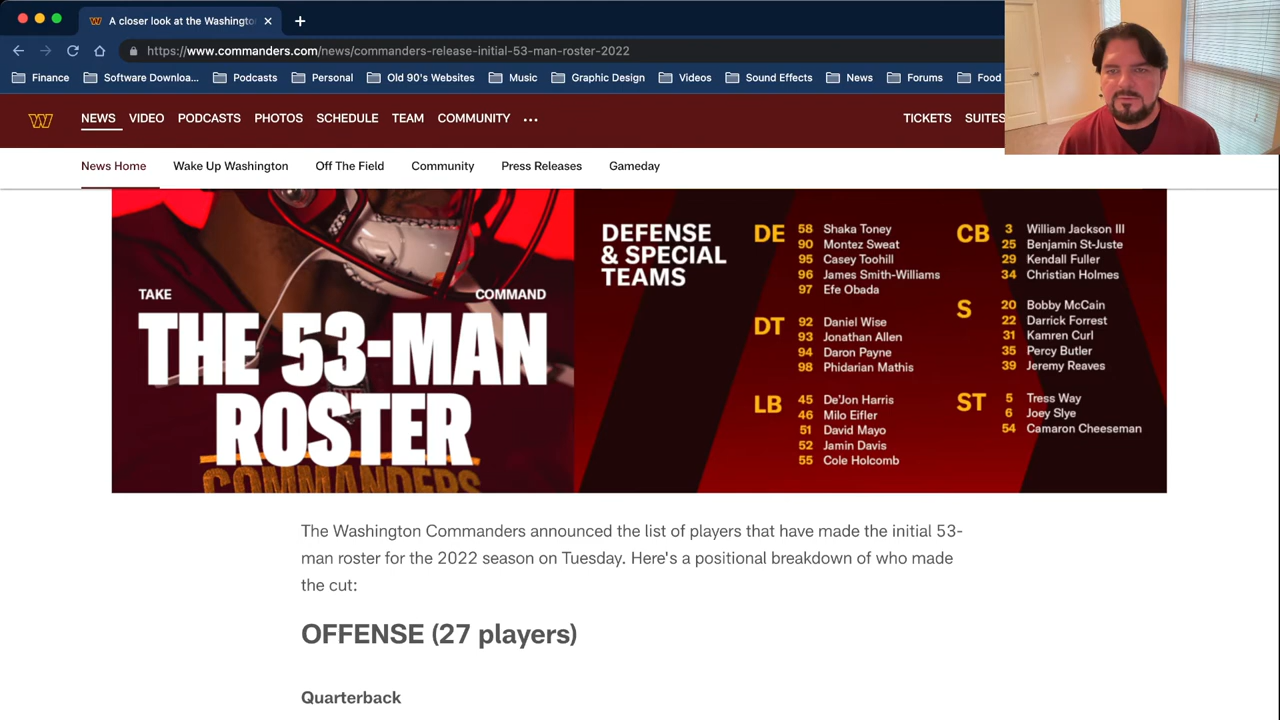 A closer look at the Washingto
https://www.commanders.com/news/commanders-release-initial-53-man-roster-2022
Finance Software Downloa... Podcasts Personal Old 90's Websites Music Graphic Design Videos Sound Effects News Forums Food
NEWS VIDEO PODCASTS PHOTOS SCHEDULE TEAM COMMUNITY ... TICKETS SUITES
News Home Wake Up Washington Off The Field Community Press Releases Gameday
TAKE COMMAND
THE 53-MAN
ROSTER
COMMANDERS
DEFENSE
& SPECIAL
TEAMS
DE 58 Shaka Toney
90 Montez Sweat
95 Casey Toohill
96 James Smith-Williams
97 Efe Obada
DT 92 Daniel Wise
93 Jonathan Allen
94 Daron Payne
98 Phidarian Mathis
LB 45 De'Jon Harris
46 Milo Eifler
51 David Mayo
52 Jamin Davis
55 Cole Holcomb
CB 3 William Jackson III
25 Benjamin St-Juste
29 Kendall Fuller
34 Christian Holmes
S 20 Bobby McCain
22 Darrick Forrest
31 Kamren Curl
35 Percy Butler
39 Jeremy Reaves
ST 5 Tress Way
6 Joey Slye
54 Camaron Cheeseman
The Washington Commanders announced the list of players that have made the initial 53-
man roster for the 2022 season on Tuesday. Here's a positional breakdown of who made
the cut:
OFFENSE (27 players)
Quarterback